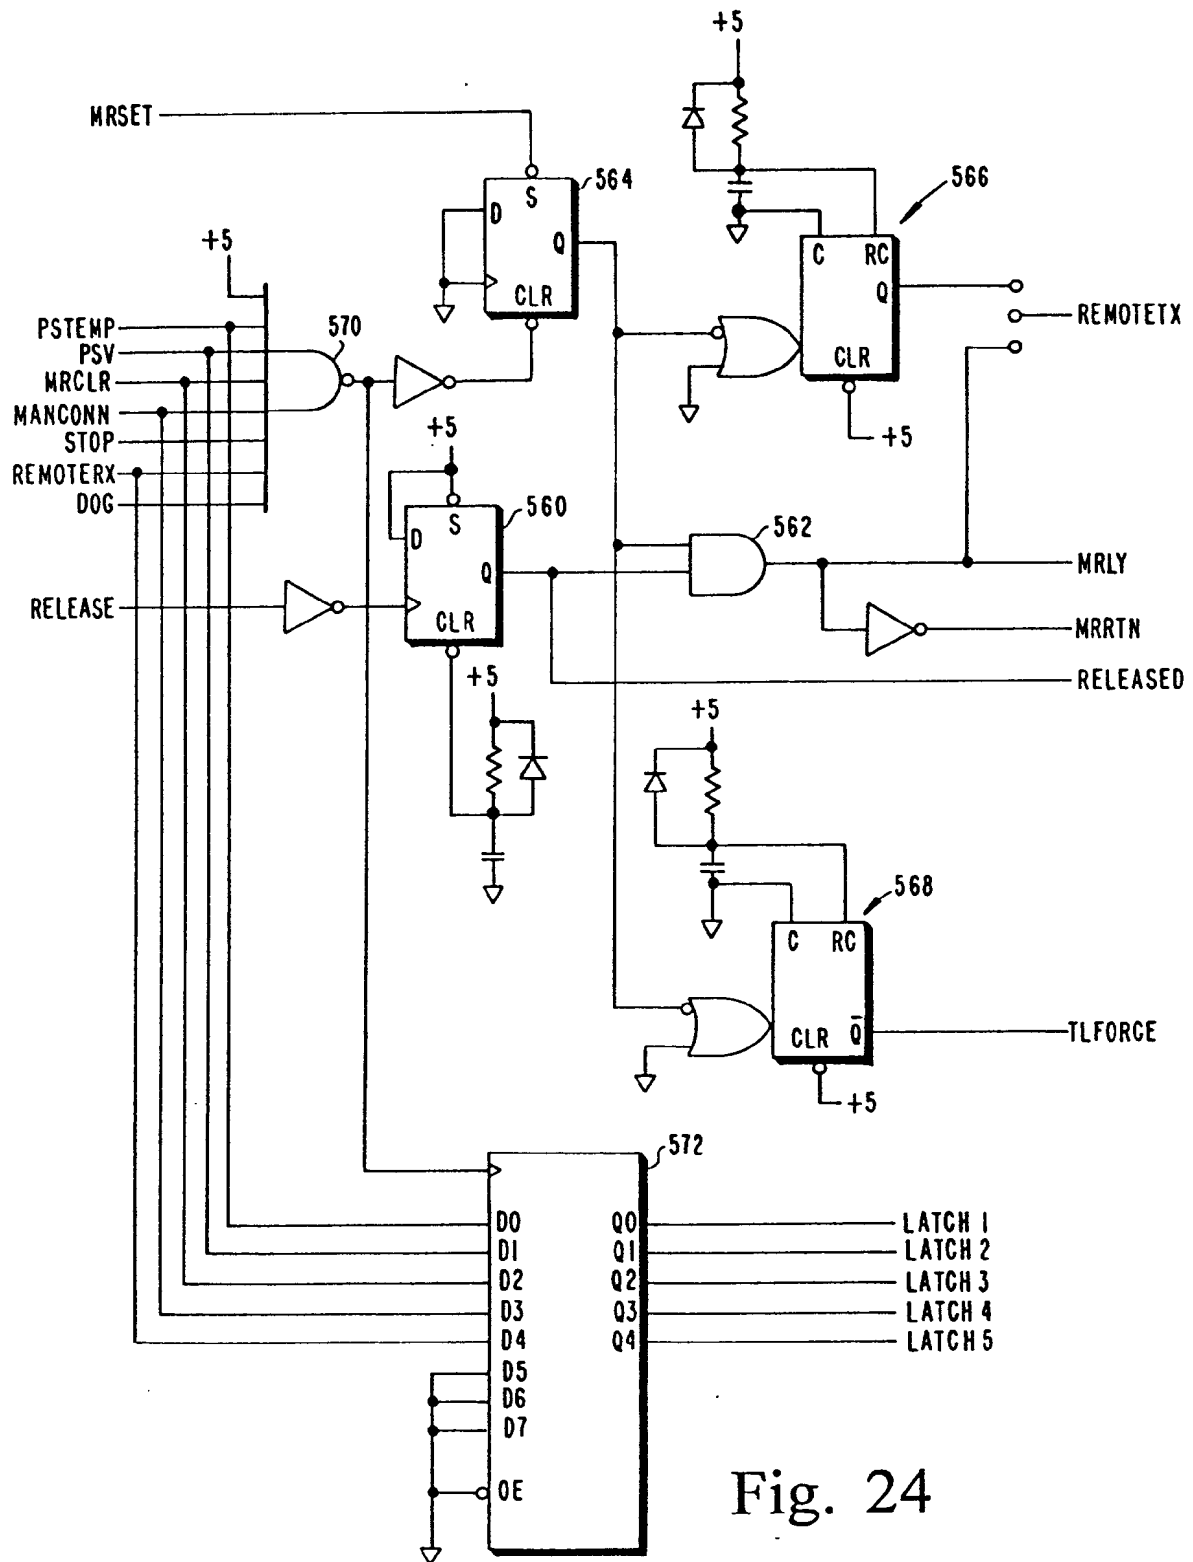 +5
MRSET
564
S
D
Q
CLR
566
C RC
Q
CLR
+5
REMOTETX
+5
PSTEMP
PSV
MRCLR
MANCONN
STOP
REMOTERX
DOG
570
+5
560
S
D
Q
CLR
RELEASE
+5
562
MRLY
MRRTN
RELEASED
+5
568
C RC
CLR Q̅
+5
TLFORCE
572
D0 Q0 LATCH 1
D1 Q1 LATCH 2
D2 Q2 LATCH 3
D3 Q3 LATCH 4
D4 Q4 LATCH 5
D5
D6
D7
OE
Fig. 24